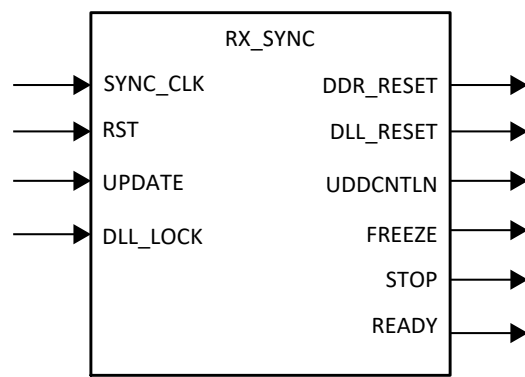 RX_SYNC
SYNC_CLK
RST
UPDATE
DLL_LOCK
DDR_RESET
DLL_RESET
UDDCNTLN
FREEZE
STOP
READY